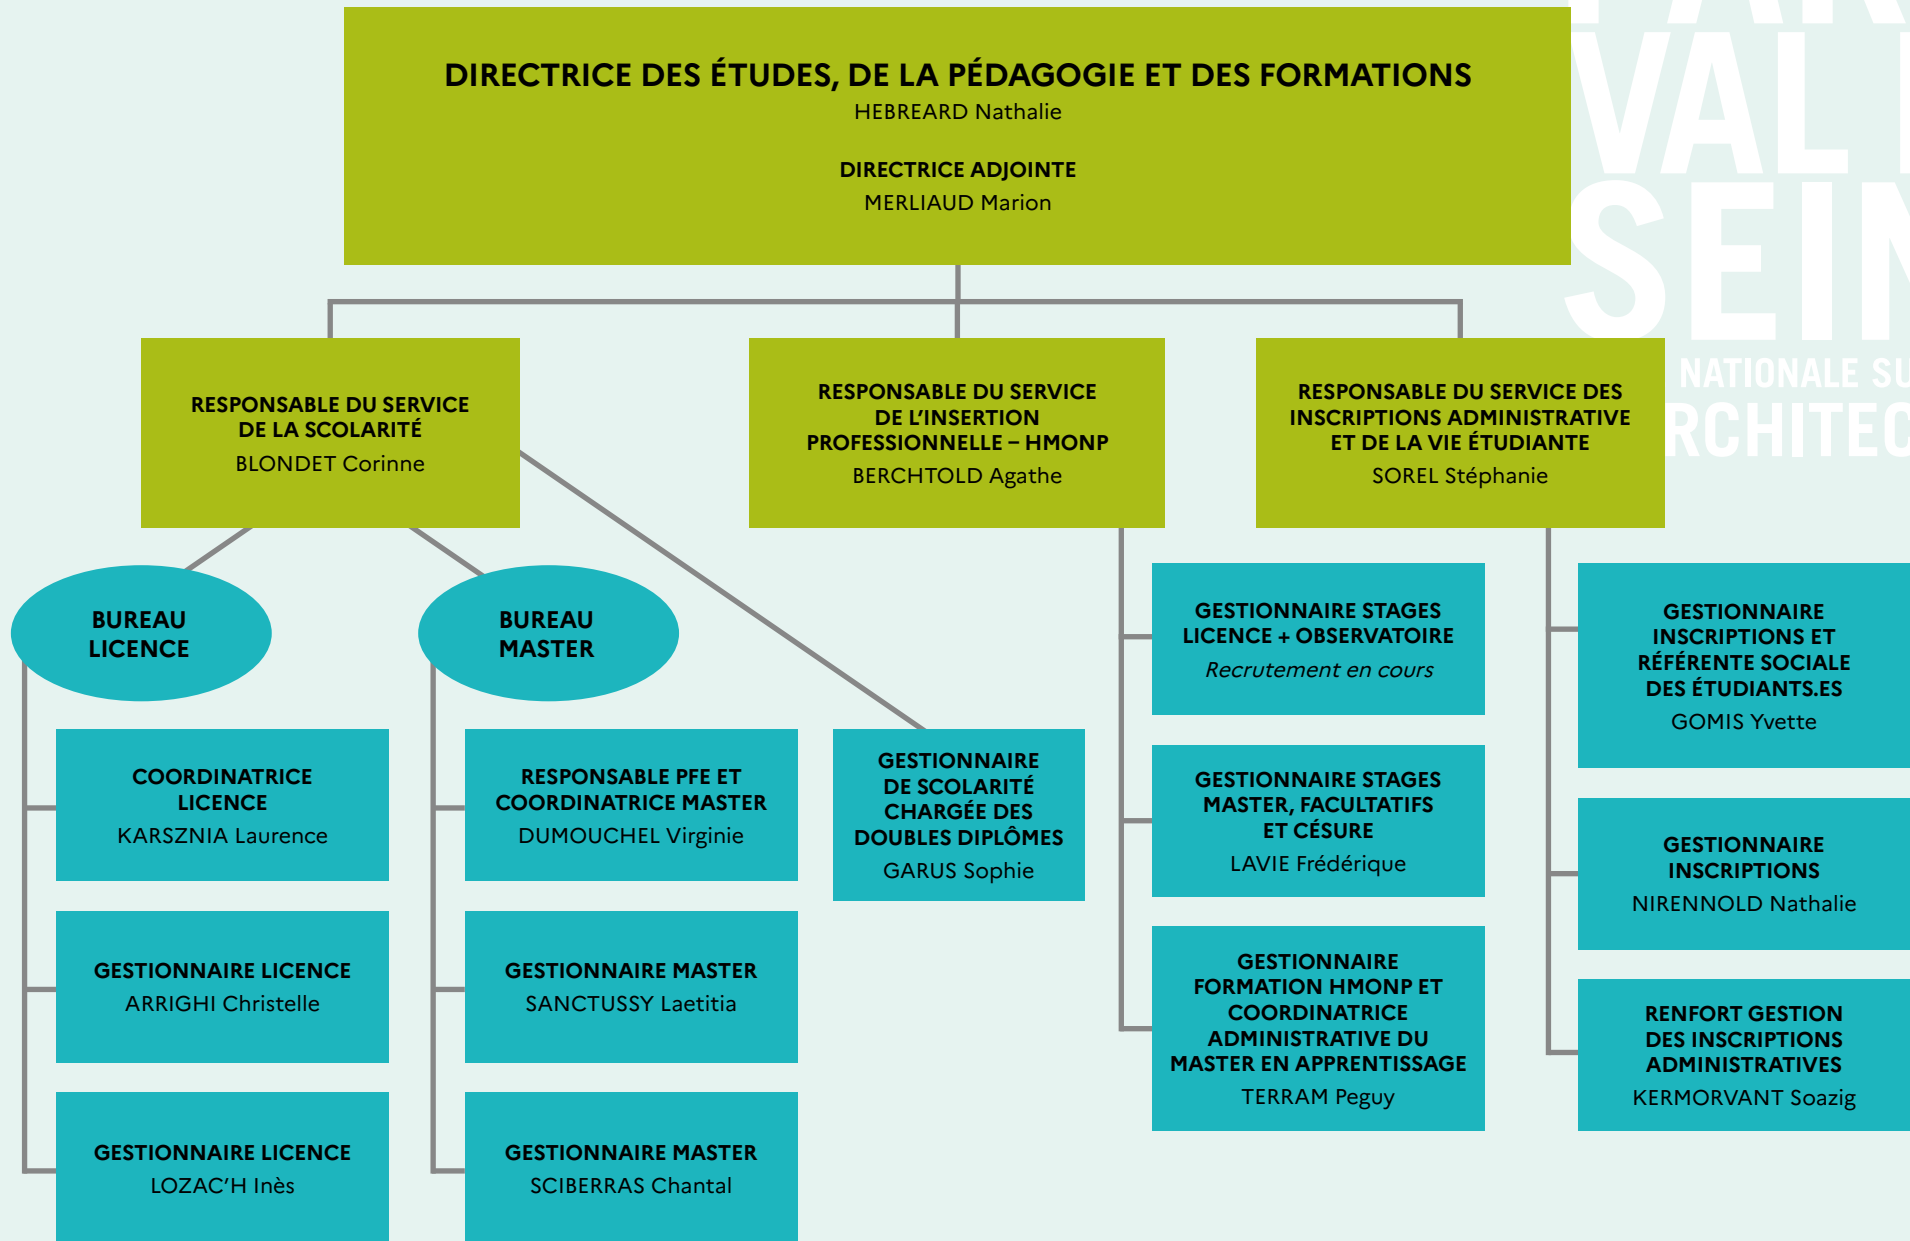 DIRECTRICE DES ÉTUDES, DE LA PÉDAGOGIE ET DES FORMATIONS
HEBREARD Nathalie
DIRECTRICE ADJOINTE
MERLIAUD Marion
VAL
SEIN
NATIONALE SU
RCHITEC
RESPONSABLE DU SERVICE
DE LA SCOLARITÉ
BLONDET Corinne
RESPONSABLE DU SERVICE
DE L’INSERTION
PROFESSIONNELLE – HMONP
BERCHTOLD Agathe
RESPONSABLE DU SERVICE DES
INSCRIPTIONS ADMINISTRATIVE
ET DE LA VIE ÉTUDIANTE
SOREL Stéphanie
BUREAU
LICENCE
COORDINATRICE
LICENCE
KARSZNIA Laurence
GESTIONNAIRE LICENCE
ARRIGHI Christelle
GESTIONNAIRE LICENCE
LOZAC’H Inès
BUREAU
MASTER
RESPONSABLE PFE ET
COORDINATRICE MASTER
DUMOUCHEL Virginie
GESTIONNAIRE MASTER
SANCTUSSY Laetitia
GESTIONNAIRE MASTER
SCIBERRAS Chantal
GESTIONNAIRE
DE SCOLARITÉ
CHARGÉE DES
DOUBLES DIPLÔMES
GARUS Sophie
GESTIONNAIRE STAGES
LICENCE + OBSERVATOIRE
Recrutement en cours
GESTIONNAIRE STAGES
MASTER, FACULTATIFS
ET CÉSURE
LAVIE Frédérique
GESTIONNAIRE
FORMATION HMONP ET
COORDINATRICE
ADMINISTRATIVE DU
MASTER EN APPRENTISSAGE
TERRAM Peguy
GESTIONNAIRE
INSCRIPTIONS ET
RÉFÉRENTE SOCIALE
DES ÉTUDIANTS.ES
GOMIS Yvette
GESTIONNAIRE
INSCRIPTIONS
NIRENNOLD Nathalie
RENFORT GESTION
DES INSCRIPTIONS
ADMINISTRATIVES
KERMORVANT Soazig